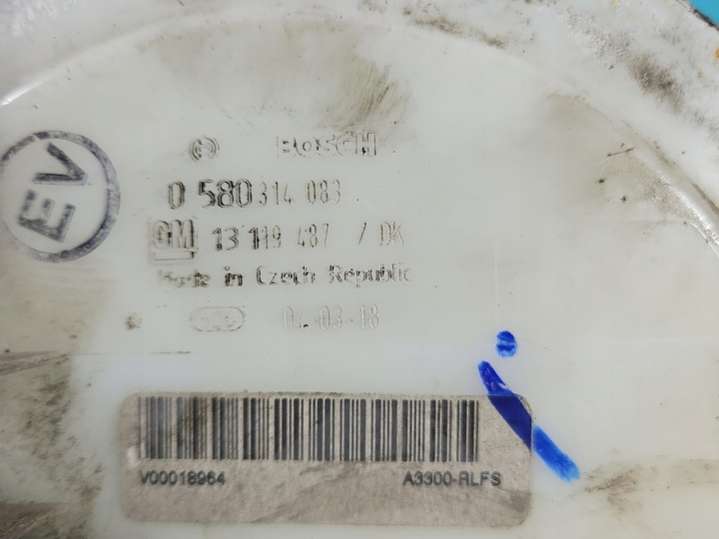 EV
BOSCH
0 580 314 083
GM 13 119 487 / DK
Made in Czech Republic
04-03-18
V00018964 A3300-RLFS